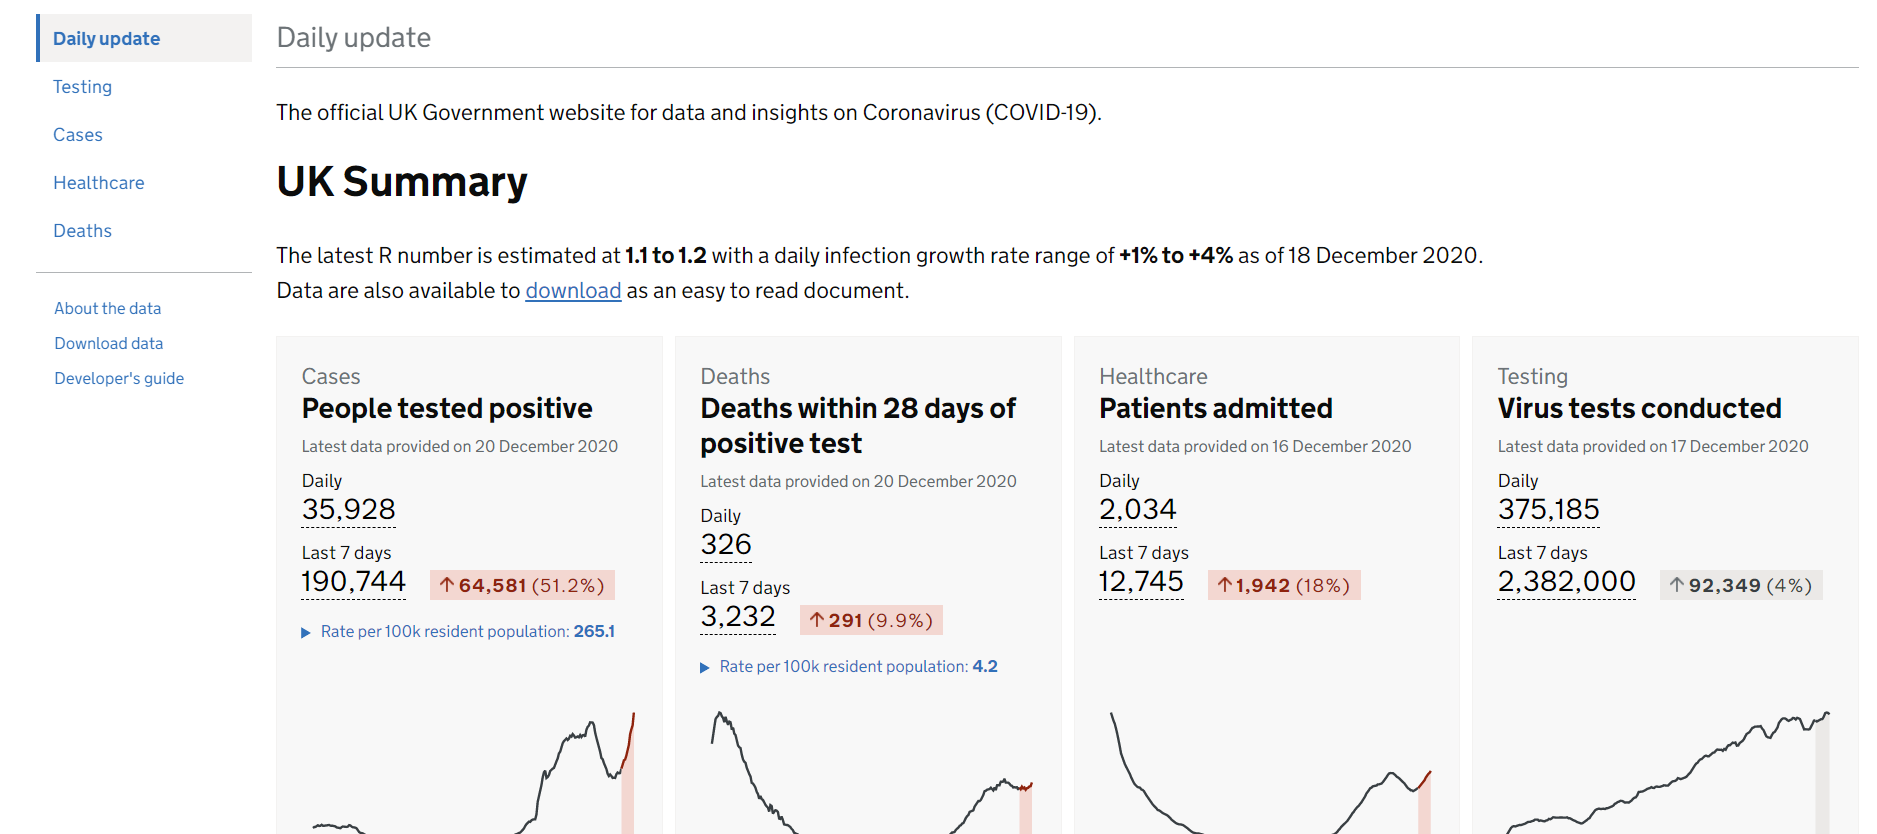 Daily update
Testing
Cases
Healthcare
Deaths
About the data
Download data
Developer's guide
Daily update
The official UK Government website for data and insights on Coronavirus (COVID-19).
UK Summary
The latest R number is estimated at 1.1 to 1.2 with a daily infection growth rate range of +1% to +4% as of 18 December 2020.
Data are also available to download as an easy to read document.
Cases
People tested positive
Latest data provided on 20 December 2020
Daily
35,928
Last 7 days
190,744 ↑ 64,581 (51.2%)
▶ Rate per 100k resident population: 265.1
Deaths
Deaths within 28 days of
positive test
Latest data provided on 20 December 2020
Daily
326
Last 7 days
3,232 ↑ 291 (9.9%)
▶ Rate per 100k resident population: 4.2
Healthcare
Patients admitted
Latest data provided on 16 December 2020
Daily
2,034
Last 7 days
12,745 ↑ 1,942 (18%)
Testing
Virus tests conducted
Latest data provided on 17 December 2020
Daily
375,185
Last 7 days
2,382,000 ↑ 92,349 (4%)